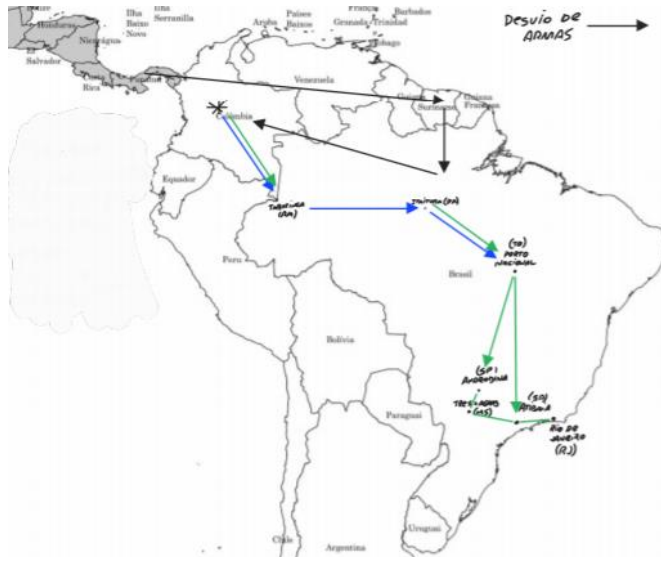 Ilha
Serranilla
Ilha
Baixo
Novo
Honduras
Nicarágua
El
Salvador
Costa
Rica
Panamá
Aruba
Países
Baixos
Granada
Trinidad
Tobago
Barbados
DESVIO DE
ARMAS
Venezuela
Guiana
Suriname
Guiana
Francesa
Colômbia
Equador
TABATINGA
(AM)
ITAITUBA (PA)
(TO)
PORTO
NACIONAL
Peru
Brasil
Bolívia
(SP)
ANDRADINA
TRES LAGOAS
(MS)
(SP)
ATIBAIA
RIO DE
JANEIRO
(RJ)
Paraguai
Uruguai
Chile
Argentina